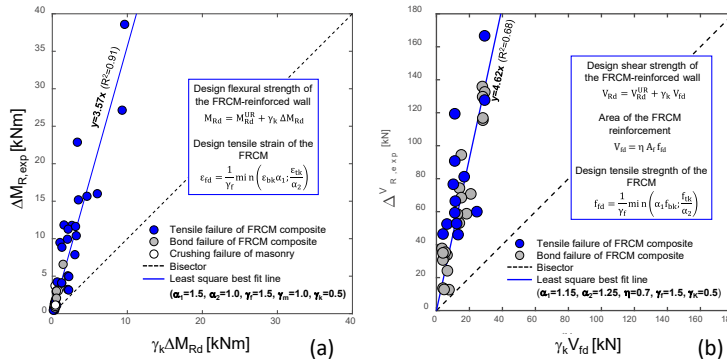 40
35
30
25
20
15
10
5
0
0
10
20
30
40
ΔM_R,exp [kNm]
γ_kΔM_Rd [kNm]
(a)
y=3.57x (R²=0.91)
Design flexural strength of
the FRCM-reinforced wall
M_Rd = M_Rd^UR + γ_k ΔM_Rd
Design tensile strain of the
FRCM
ε_fd = 1/γ_f min (ε_bk α_1; ε_tk/α_2)
Tensile failure of FRCM composite
Bond failure of FRCM composite
Crushing failure of masonry
Bisector
Least square best fit line
(α_1=1.5, α_2=1.0, γ_f=1.5, γ_m=1.0, γ_k=0.5)
180
160
140
120
100
80
60
40
20
0
0
20
40
60
80
100
120
140
160
180
Δ V R,exp [kN]
γ_kV_fd [kN]
(b)
y=4.62x (R²=0.68)
Design shear strength of
the FRCM-reinforced wall
V_Rd = V_Rd^UR + γ_k V_fd
Area of the FRCM
reinforcement
V_fd = η A_f f_fd
Design tensile stregnth of
the FRCM
f_fd = 1/γ_f min (α_1 f_bk; f_tk/α_2)
Tensile failure of FRCM composite
Bond failure of FRCM composite
Bisector
Least square best fit line
(α_1=1.15, α_2=1.25, η=0.7, γ_f=1.5, γ_K=0.5)